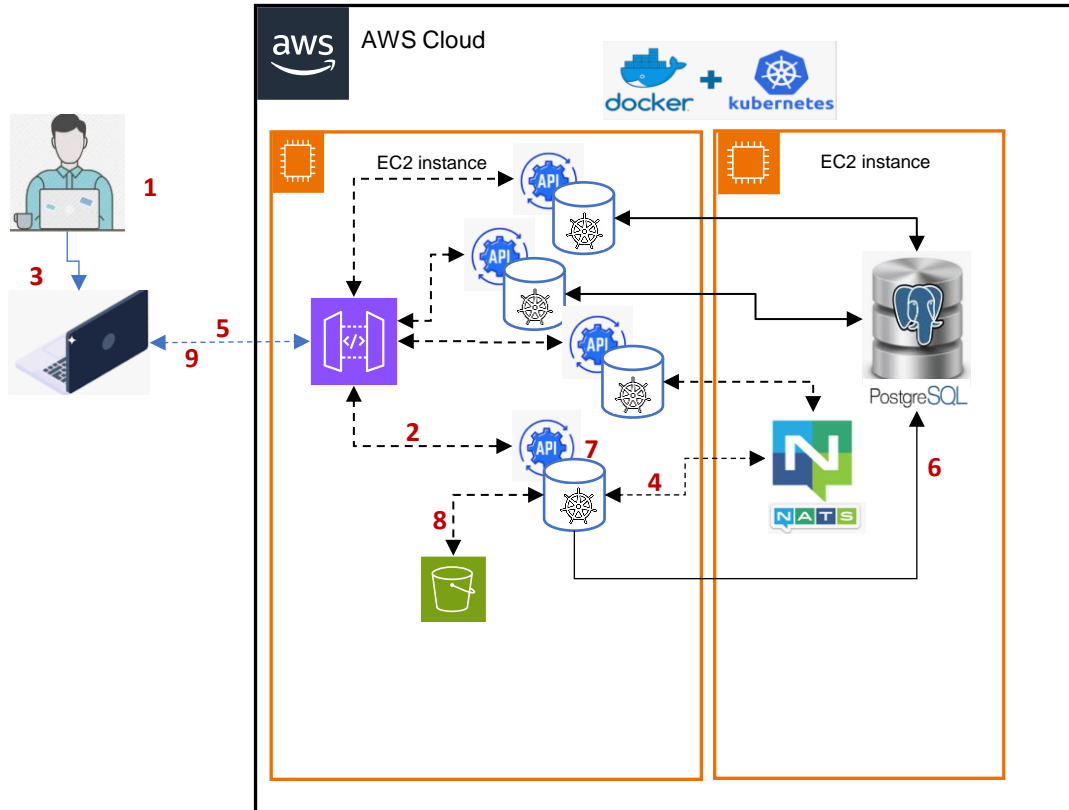 aws
AWS Cloud
docker
+
kubernetes
EC2 instance
EC2 instance
API
1
API
3
5
</>
9
API
PostgreSQL
2
API
7
4
N
6
NATS
8